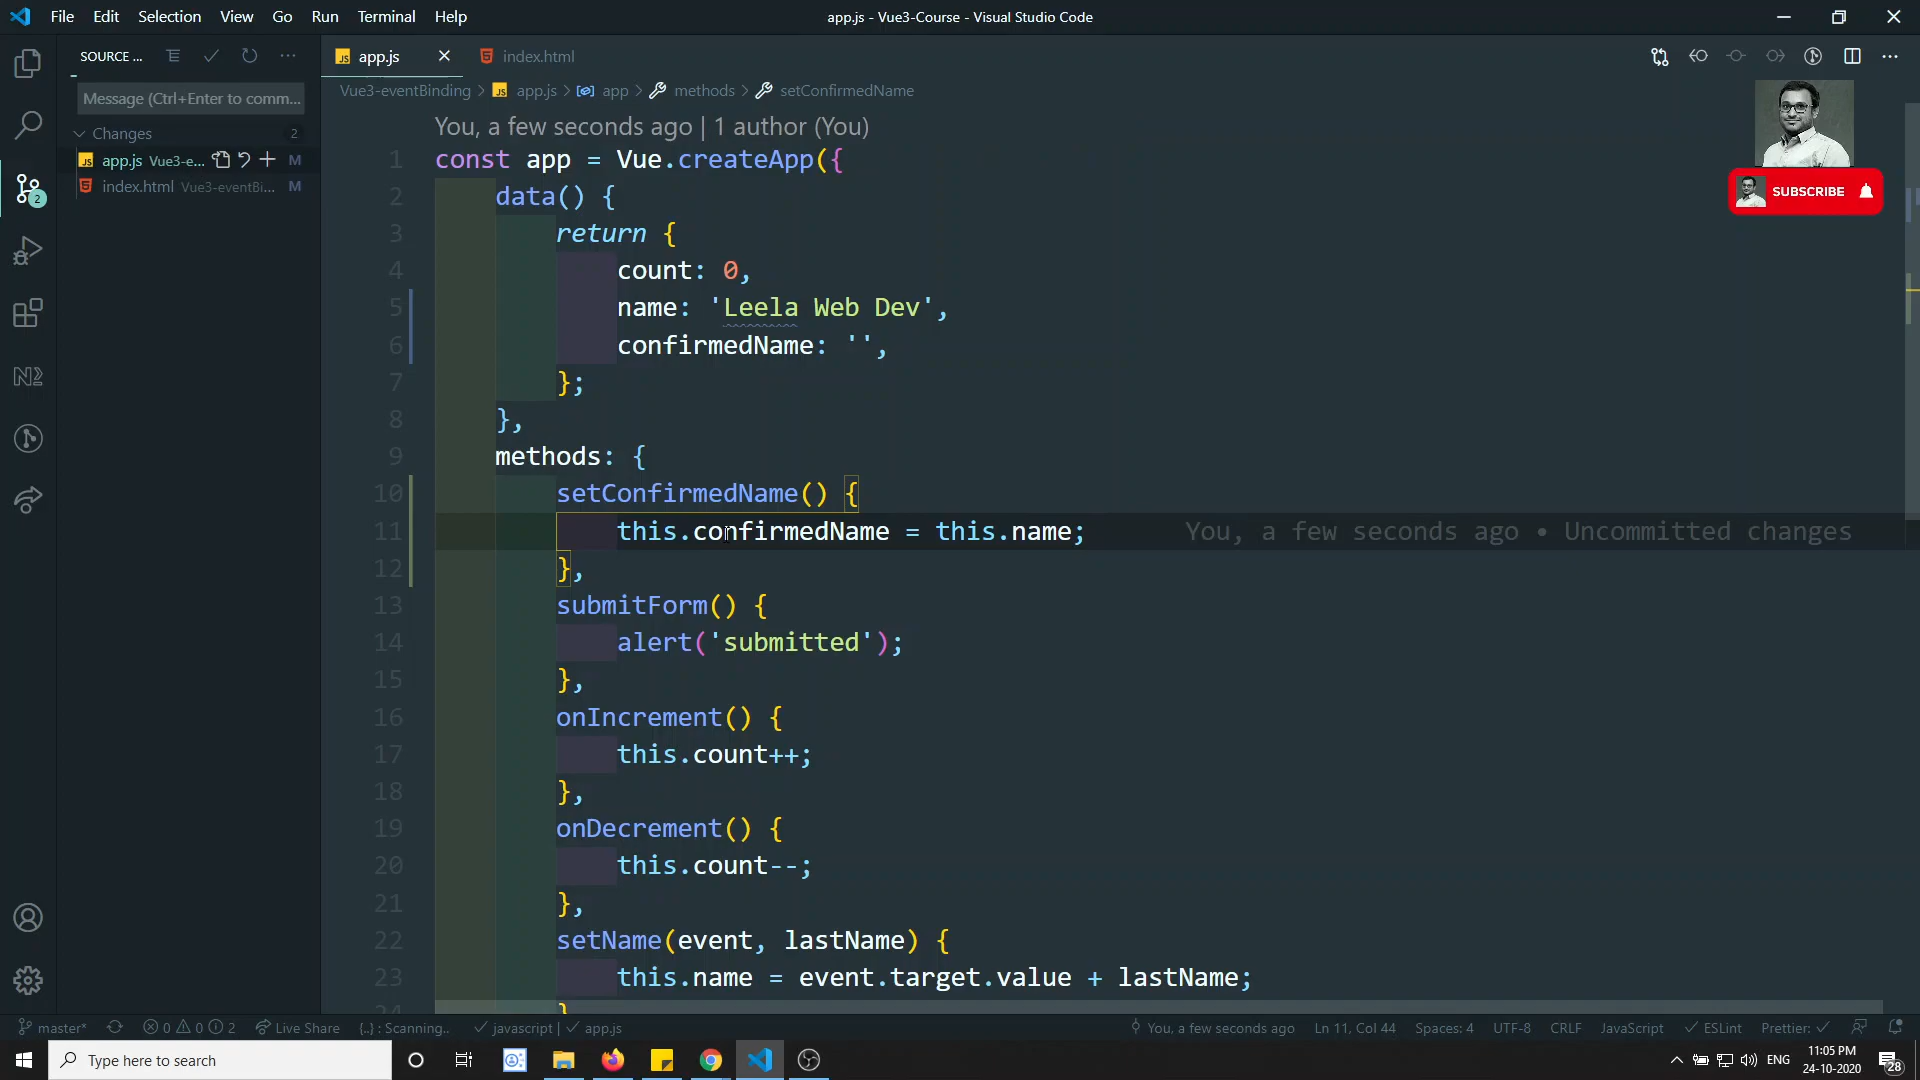 File Edit Selection View Go Run Terminal Help
app.js - Vue3-Course - Visual Studio Code
SOURCE ...
app.js
index.html
Message (Ctrl+Enter to comm...
Vue3-eventBinding > app.js > app > methods > setConfirmedName
Changes 2
app.js Vue3-e... M
index.html Vue3-eventBi... M
SUBSCRIBE
You, a few seconds ago | 1 author (You)
1 const app = Vue.createApp({
2 data() {
3 return {
4 count: 0,
5 name: 'Leela Web Dev',
6 confirmedName: '',
7 };
8 },
9 methods: {
10 setConfirmedName() {
11 this.confirmedName = this.name; You, a few seconds ago • Uncommitted changes
12 },
13 submitForm() {
14 alert('submitted');
15 },
16 onIncrement() {
17 this.count++;
18 },
19 onDecrement() {
20 this.count--;
21 },
22 setName(event, lastName) {
23 this.name = event.target.value + lastName;
24 }
2
master* 0 0 2 Live Share {..} : Scanning.. javascript | app.js You, a few seconds ago Ln 11, Col 44 Spaces: 4 UTF-8 CRLF JavaScript ESLint Prettier:
Type here to search
ENG
11:05 PM
24-10-2020
28